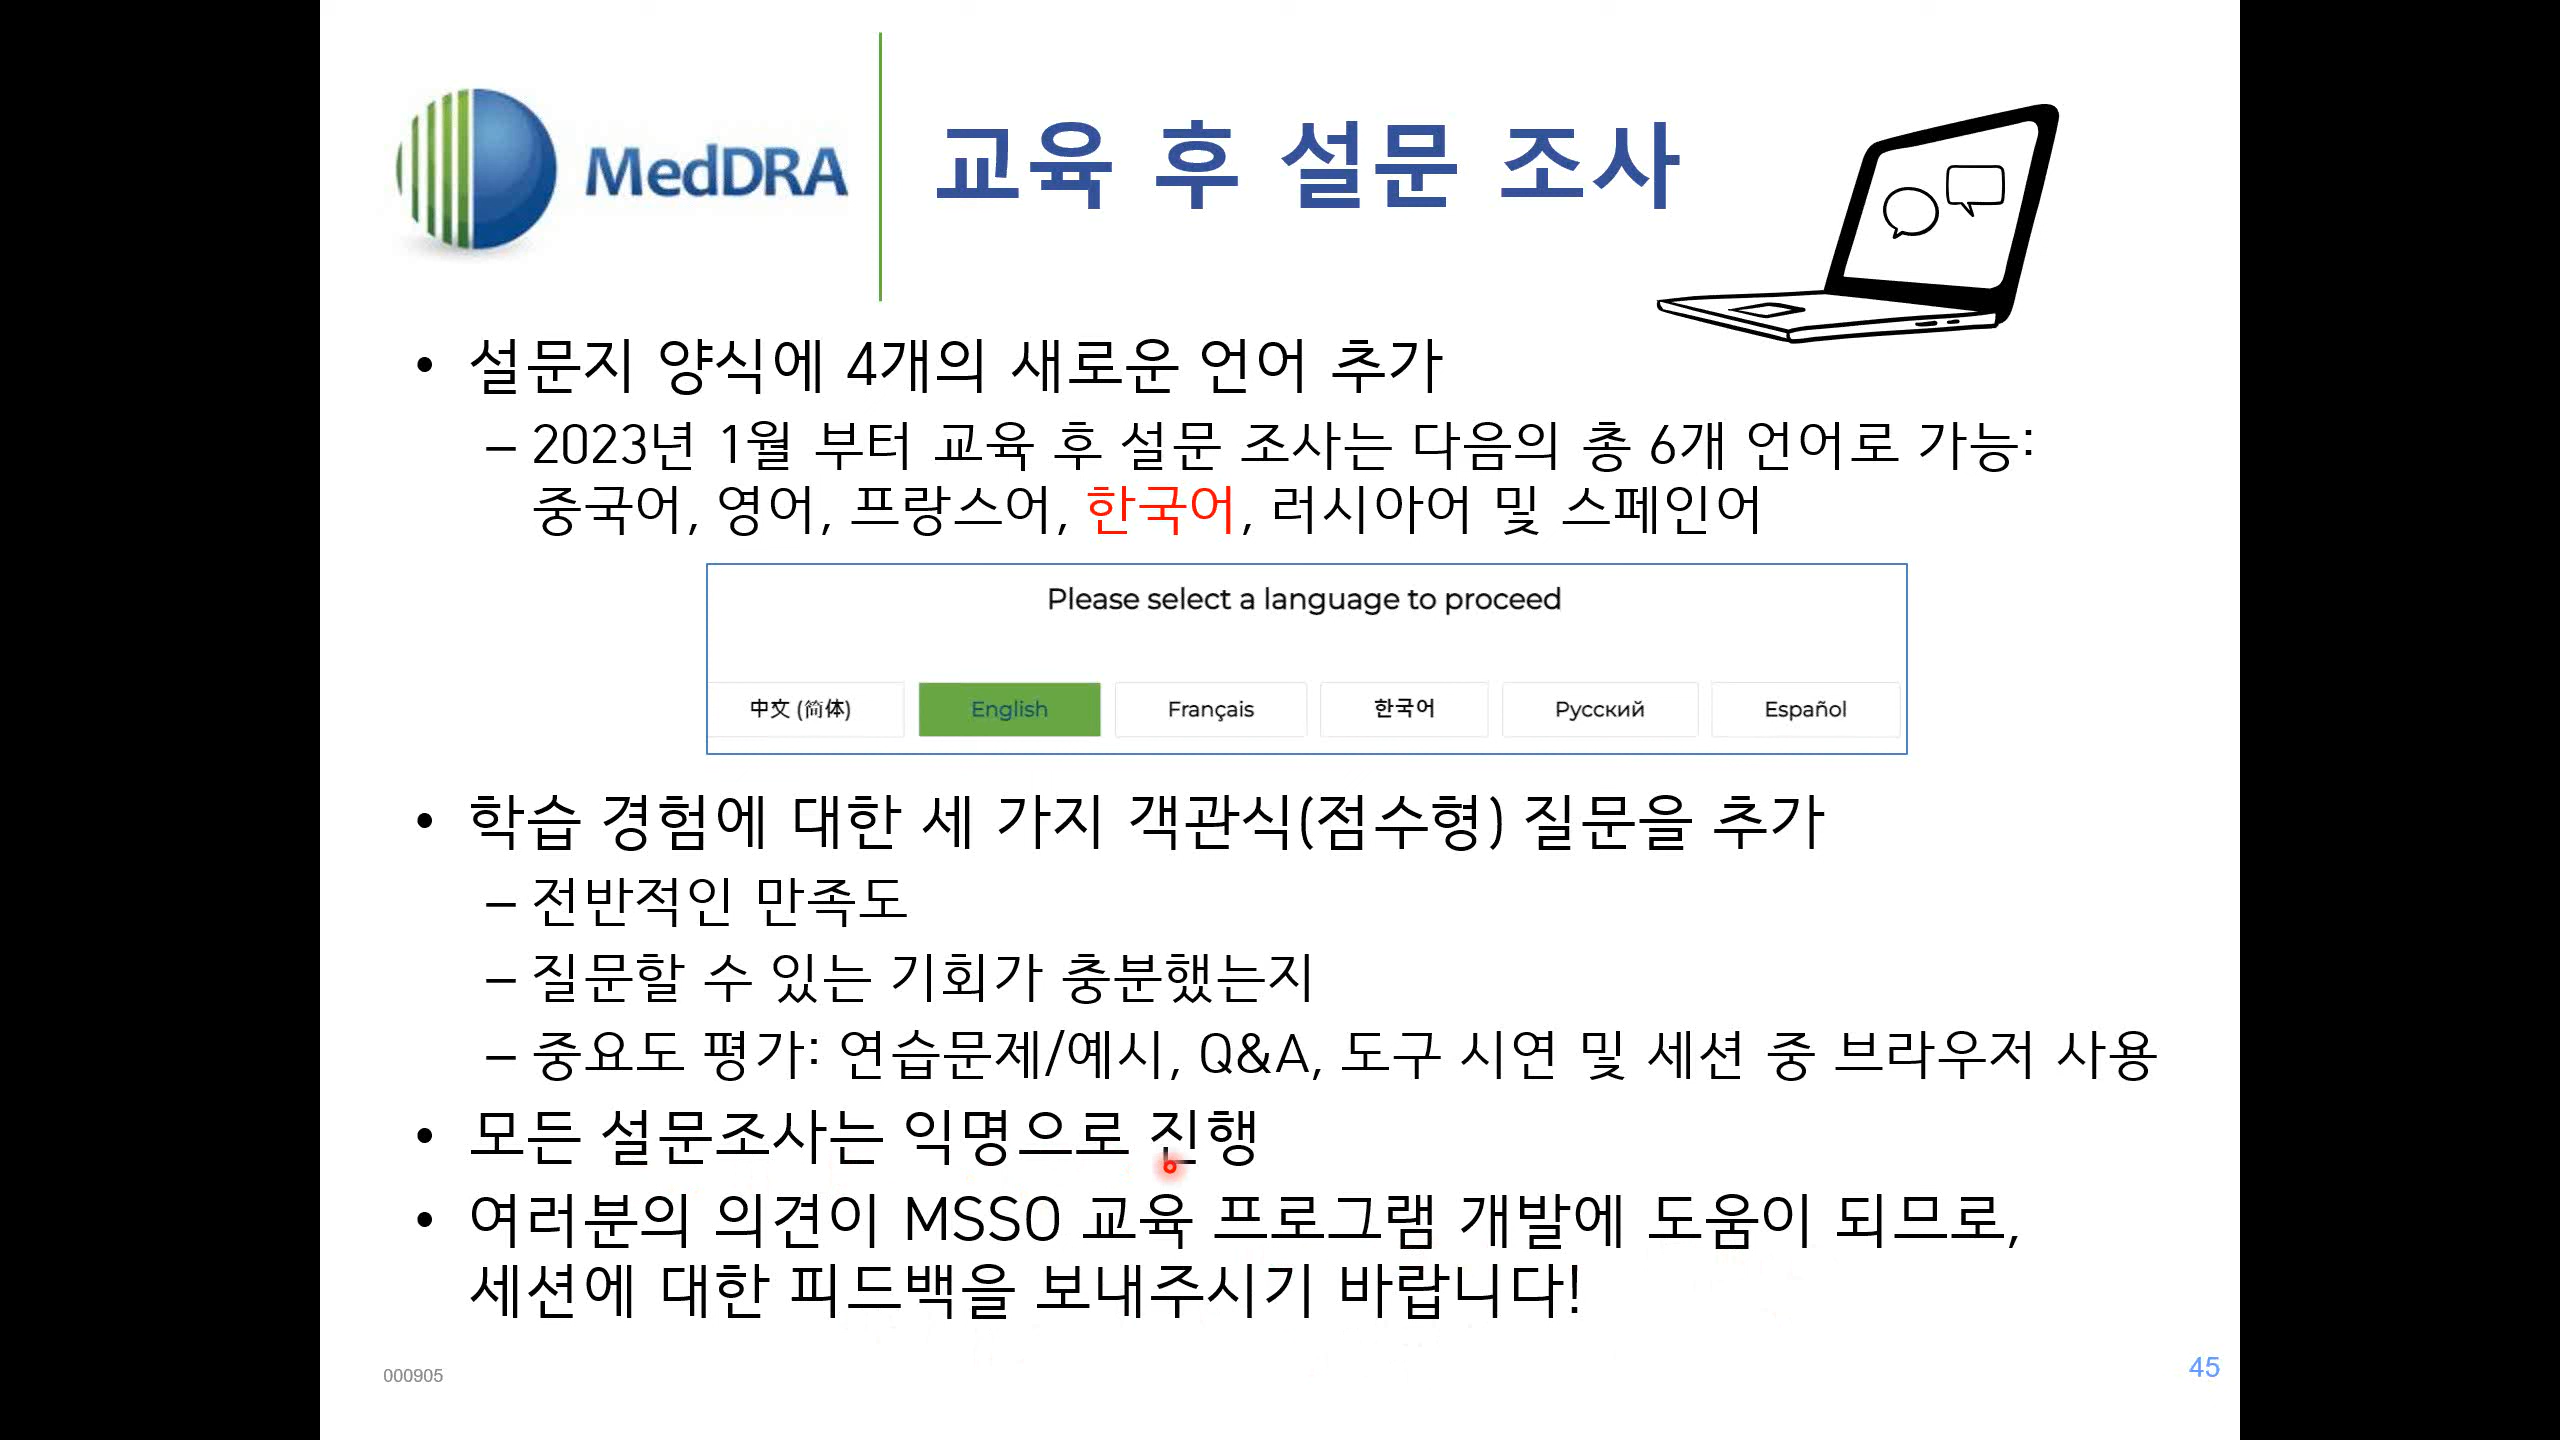 MedDRA
교육 후 설문 조사
• 설문지 양식에 4개의 새로운 언어 추가
– 2023년 1월 부터 교육 후 설문 조사는 다음의 총 6개 언어로 가능:
중국어, 영어, 프랑스어, 한국어, 러시아어 및 스페인어
Please select a language to proceed
中文 (简体) English Français 한국어 Русский Español
• 학습 경험에 대한 세 가지 객관식(점수형) 질문을 추가
– 전반적인 만족도
– 질문할 수 있는 기회가 충분했는지
– 중요도 평가: 연습문제/예시, Q&A, 도구 시연 및 세션 중 브라우저 사용
• 모든 설문조사는 익명으로 진행
• 여러분의 의견이 MSSO 교육 프로그램 개발에 도움이 되므로,
세션에 대한 피드백을 보내주시기 바랍니다!
000905
45